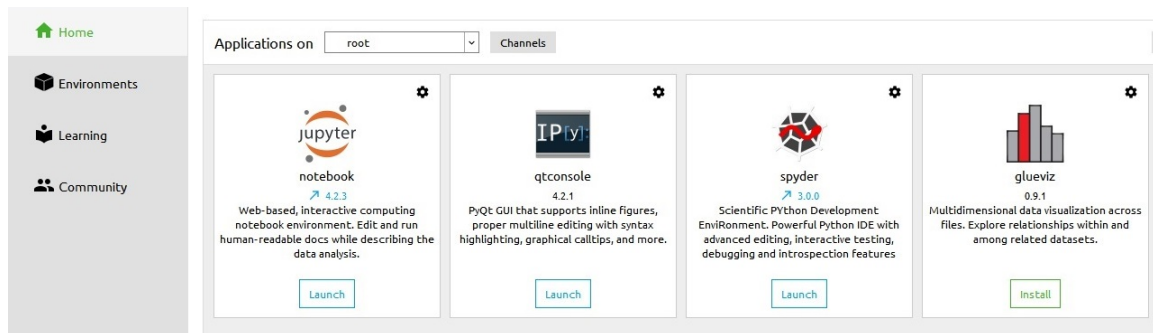 Home
Environments
Learning
Community
Applications on root Channels
jupyter
notebook
4.2.3
Web-based, interactive computing
notebook environment. Edit and run
human-readable docs while describing the
data analysis.
Launch
IP[y]:
qtconsole
4.2.1
PyQt GUI that supports inline figures,
proper multiline editing with syntax
highlighting, graphical calltips, and more.
Launch
spyder
3.0.0
Scientific PYthon Development
EnviRonment. Powerful Python IDE with
advanced editing, interactive testing,
debugging and introspection features
Launch
glueviz
0.9.1
Multidimensional data visualization across
files. Explore relationships within and
among related datasets.
Install